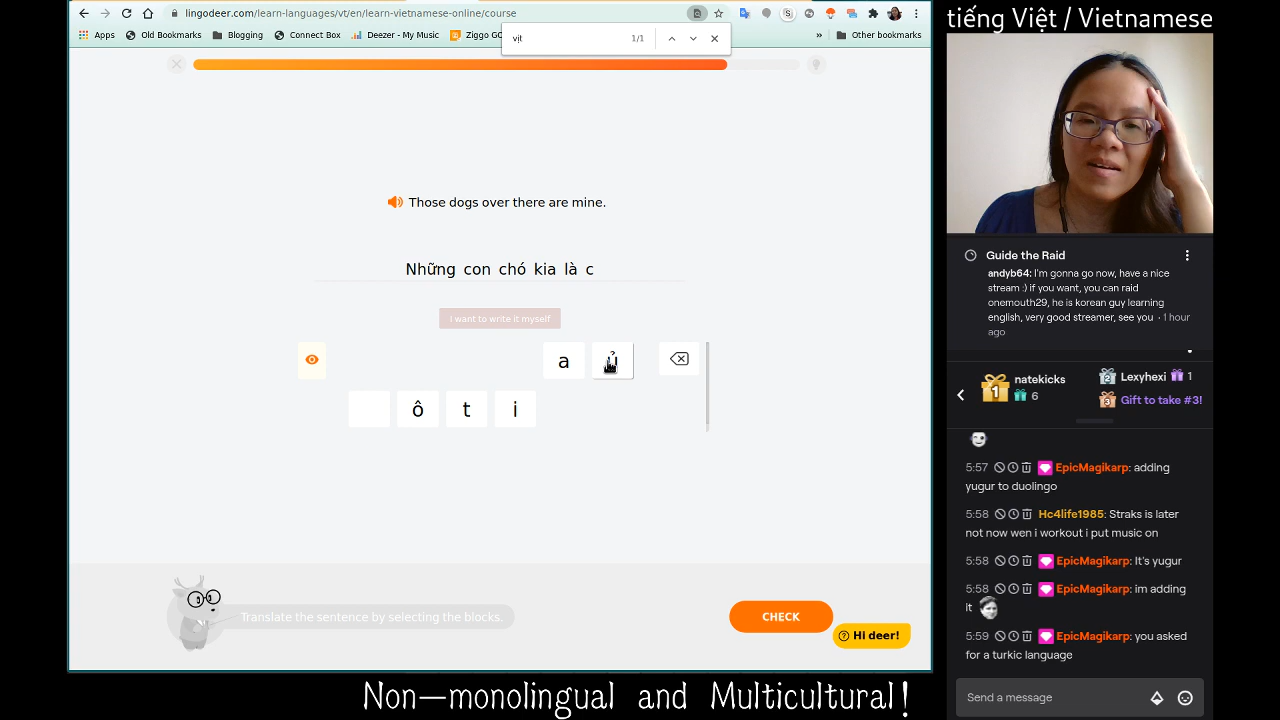 lingodeer.com/learn-languages/vt/en/learn-vietnamese-online/course
Apps Old Bookmarks Blogging Connect Box Deezer - My Music Ziggo GO » Other bookmarks
vịt 1/1
Those dogs over there are mine.
Những con chó kia là c
I want to write it myself
a ủ
ô t i
Translate the sentence by selecting the blocks.
CHECK
Hi deer!
tiếng Việt / Vietnamese
Guide the Raid
andyb64: I'm gonna go now, have a nice
stream :) if you want, you can raid
onemouth29, he is korean guy learning
english, very good streamer, see you · 1 hour
ago
1 natekicks
6
2 Lexyhexi 1
3 Gift to take #3!
5:57 EpicMagikarp: adding
yugur to duolingo
5:58 Hc4life1985: Straks is later
not now wen i workout i put music on
5:58 EpicMagikarp: It's yugur
5:58 EpicMagikarp: im adding
it
5:59 EpicMagikarp: you asked
for a turkic language
Send a message
Non—monolingual and Multicultural!